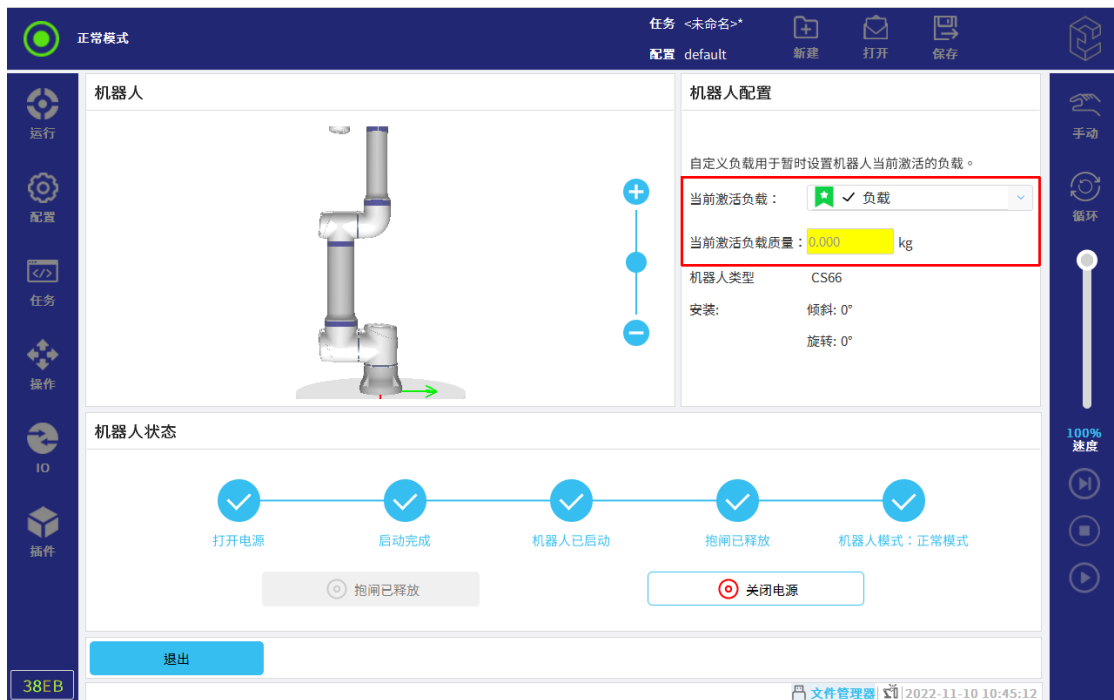 正常模式
任务 <未命名>*
配置 default
新建
打开
保存
运行
配置
任务
操作
IO
插件
38EB
机器人
机器人配置
自定义负载用于暂时设置机器人当前激活的负载。
当前激活负载： 负载
当前激活负载质量： 0.000 kg
机器人类型 CS66
安装: 倾斜: 0°
旋转: 0°
手动
循环
100%
速度
机器人状态
打开电源
启动完成
机器人已启动
抱闸已释放
机器人模式：正常模式
抱闸已释放
关闭电源
退出
文件管理器 2022-11-10 10:45:12